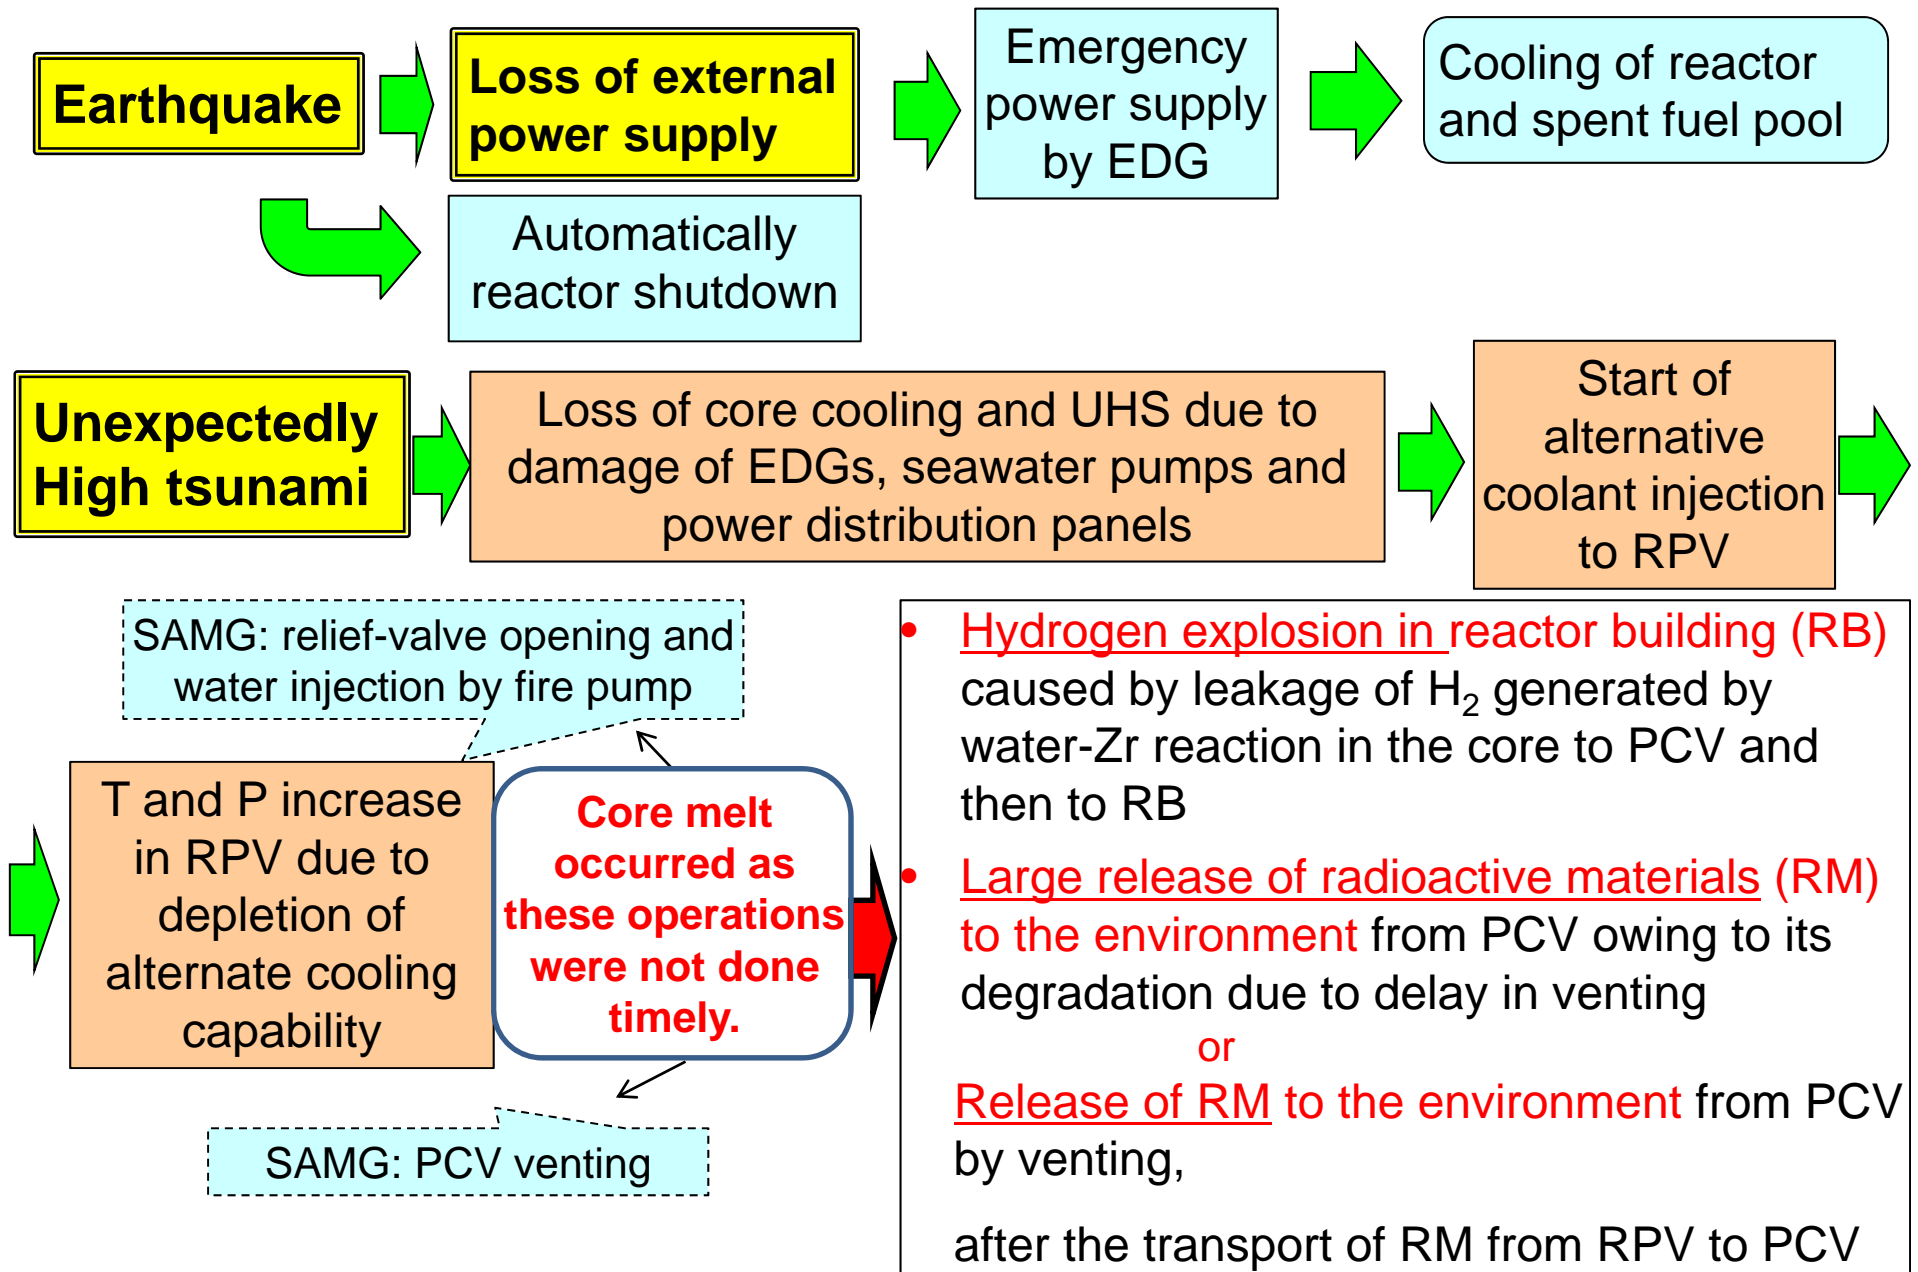 Earthquake
Loss of external
power supply
Emergency
power supply
by EDG
Cooling of reactor
and spent fuel pool
Automatically
reactor shutdown
Unexpectedly
High tsunami
Loss of core cooling and UHS due to
damage of EDGs, seawater pumps and
power distribution panels
Start of
alternative
coolant injection
to RPV
SAMG: relief-valve opening and
water injection by fire pump
T and P increase
in RPV due to
depletion of
alternate cooling
capability
Core melt
occurred as
these operations
were not done
timely.
SAMG: PCV venting
• Hydrogen explosion in reactor building (RB)
caused by leakage of H₂ generated by
water-Zr reaction in the core to PCV and
then to RB
• Large release of radioactive materials (RM)
to the environment from PCV owing to its
degradation due to delay in venting
or
Release of RM to the environment from PCV
by venting,
after the transport of RM from RPV to PCV